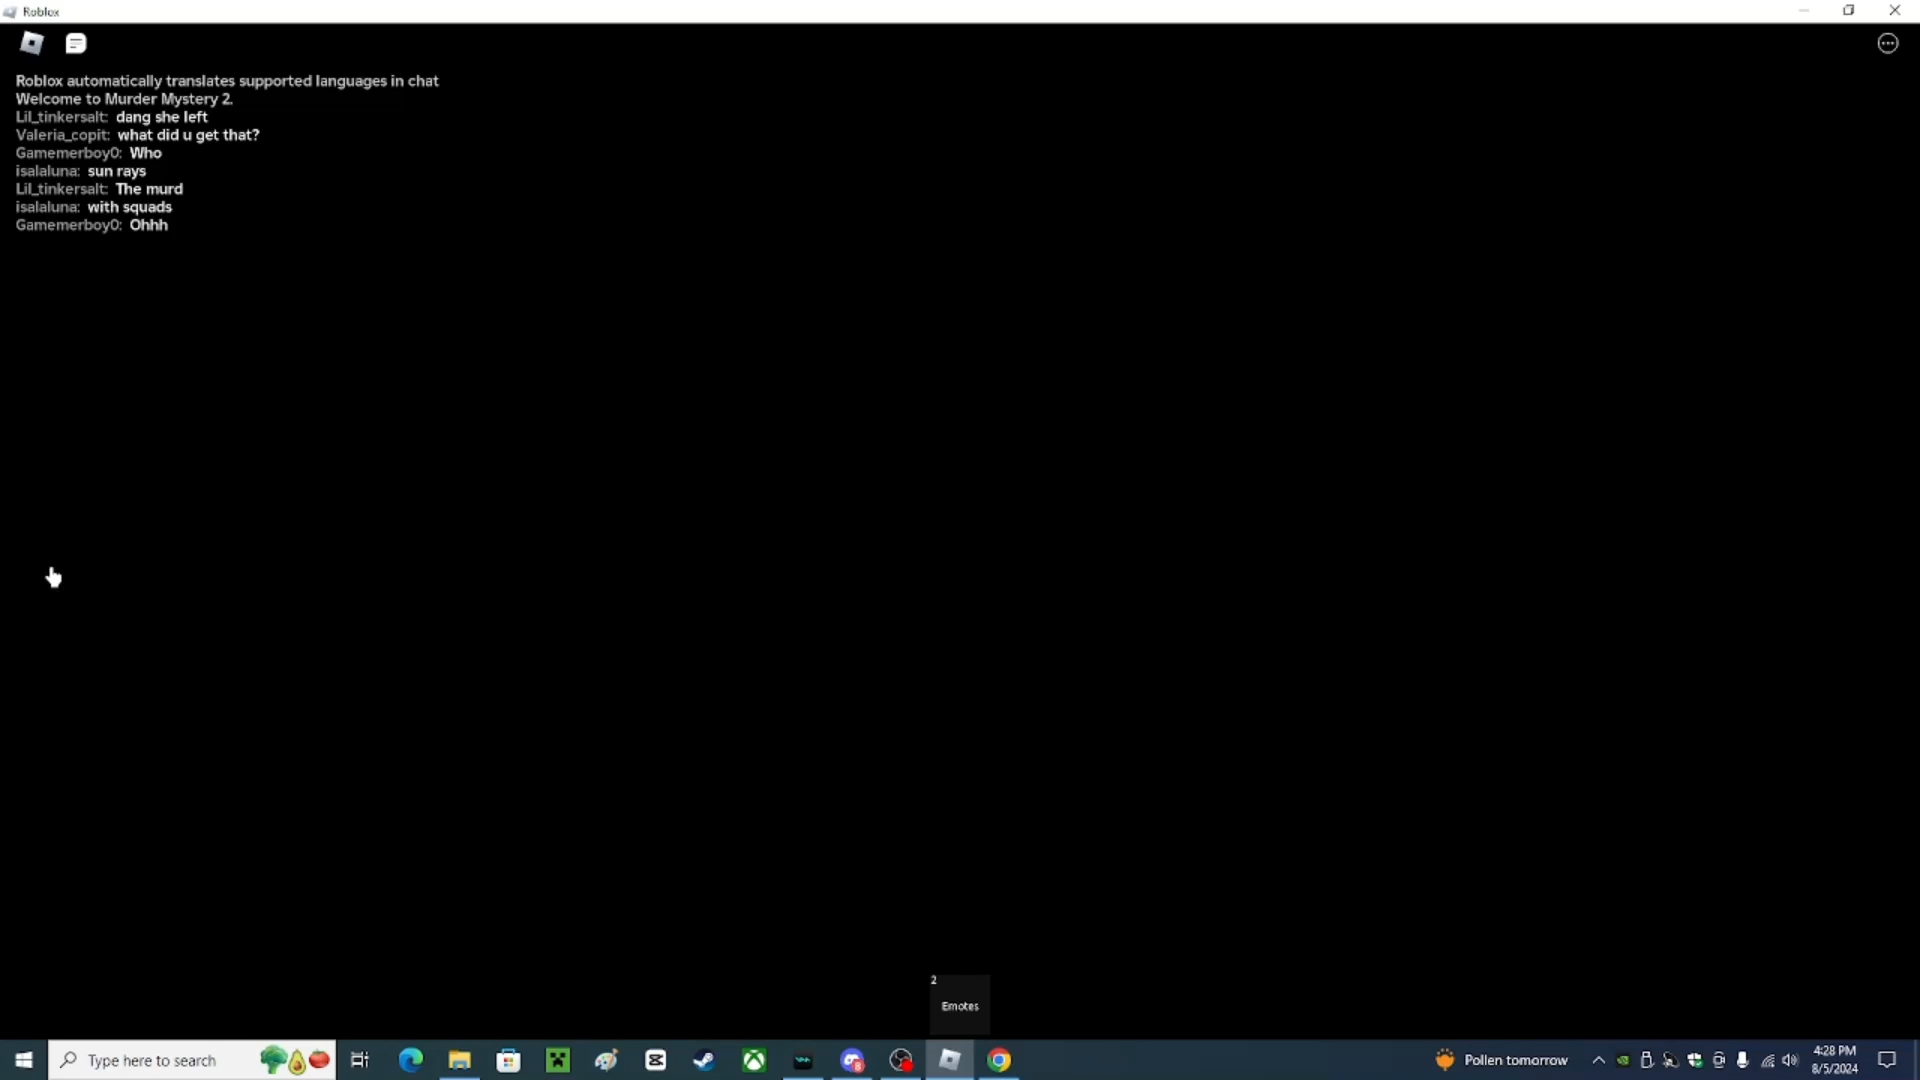 Roblox
Roblox automatically translates supported languages in chat
Welcome to Murder Mystery 2.
Lil_tinkersalt: dang she left
Valeria_copit: what did u get that?
Gamemerboy0: Who
isalaluna: sun rays
Lil_tinkersalt: The murd
isalaluna: with squads
Gamemerboy0: Ohhh
2
Emotes
Type here to search
Pollen tomorrow
4:28 PM
8/5/2024